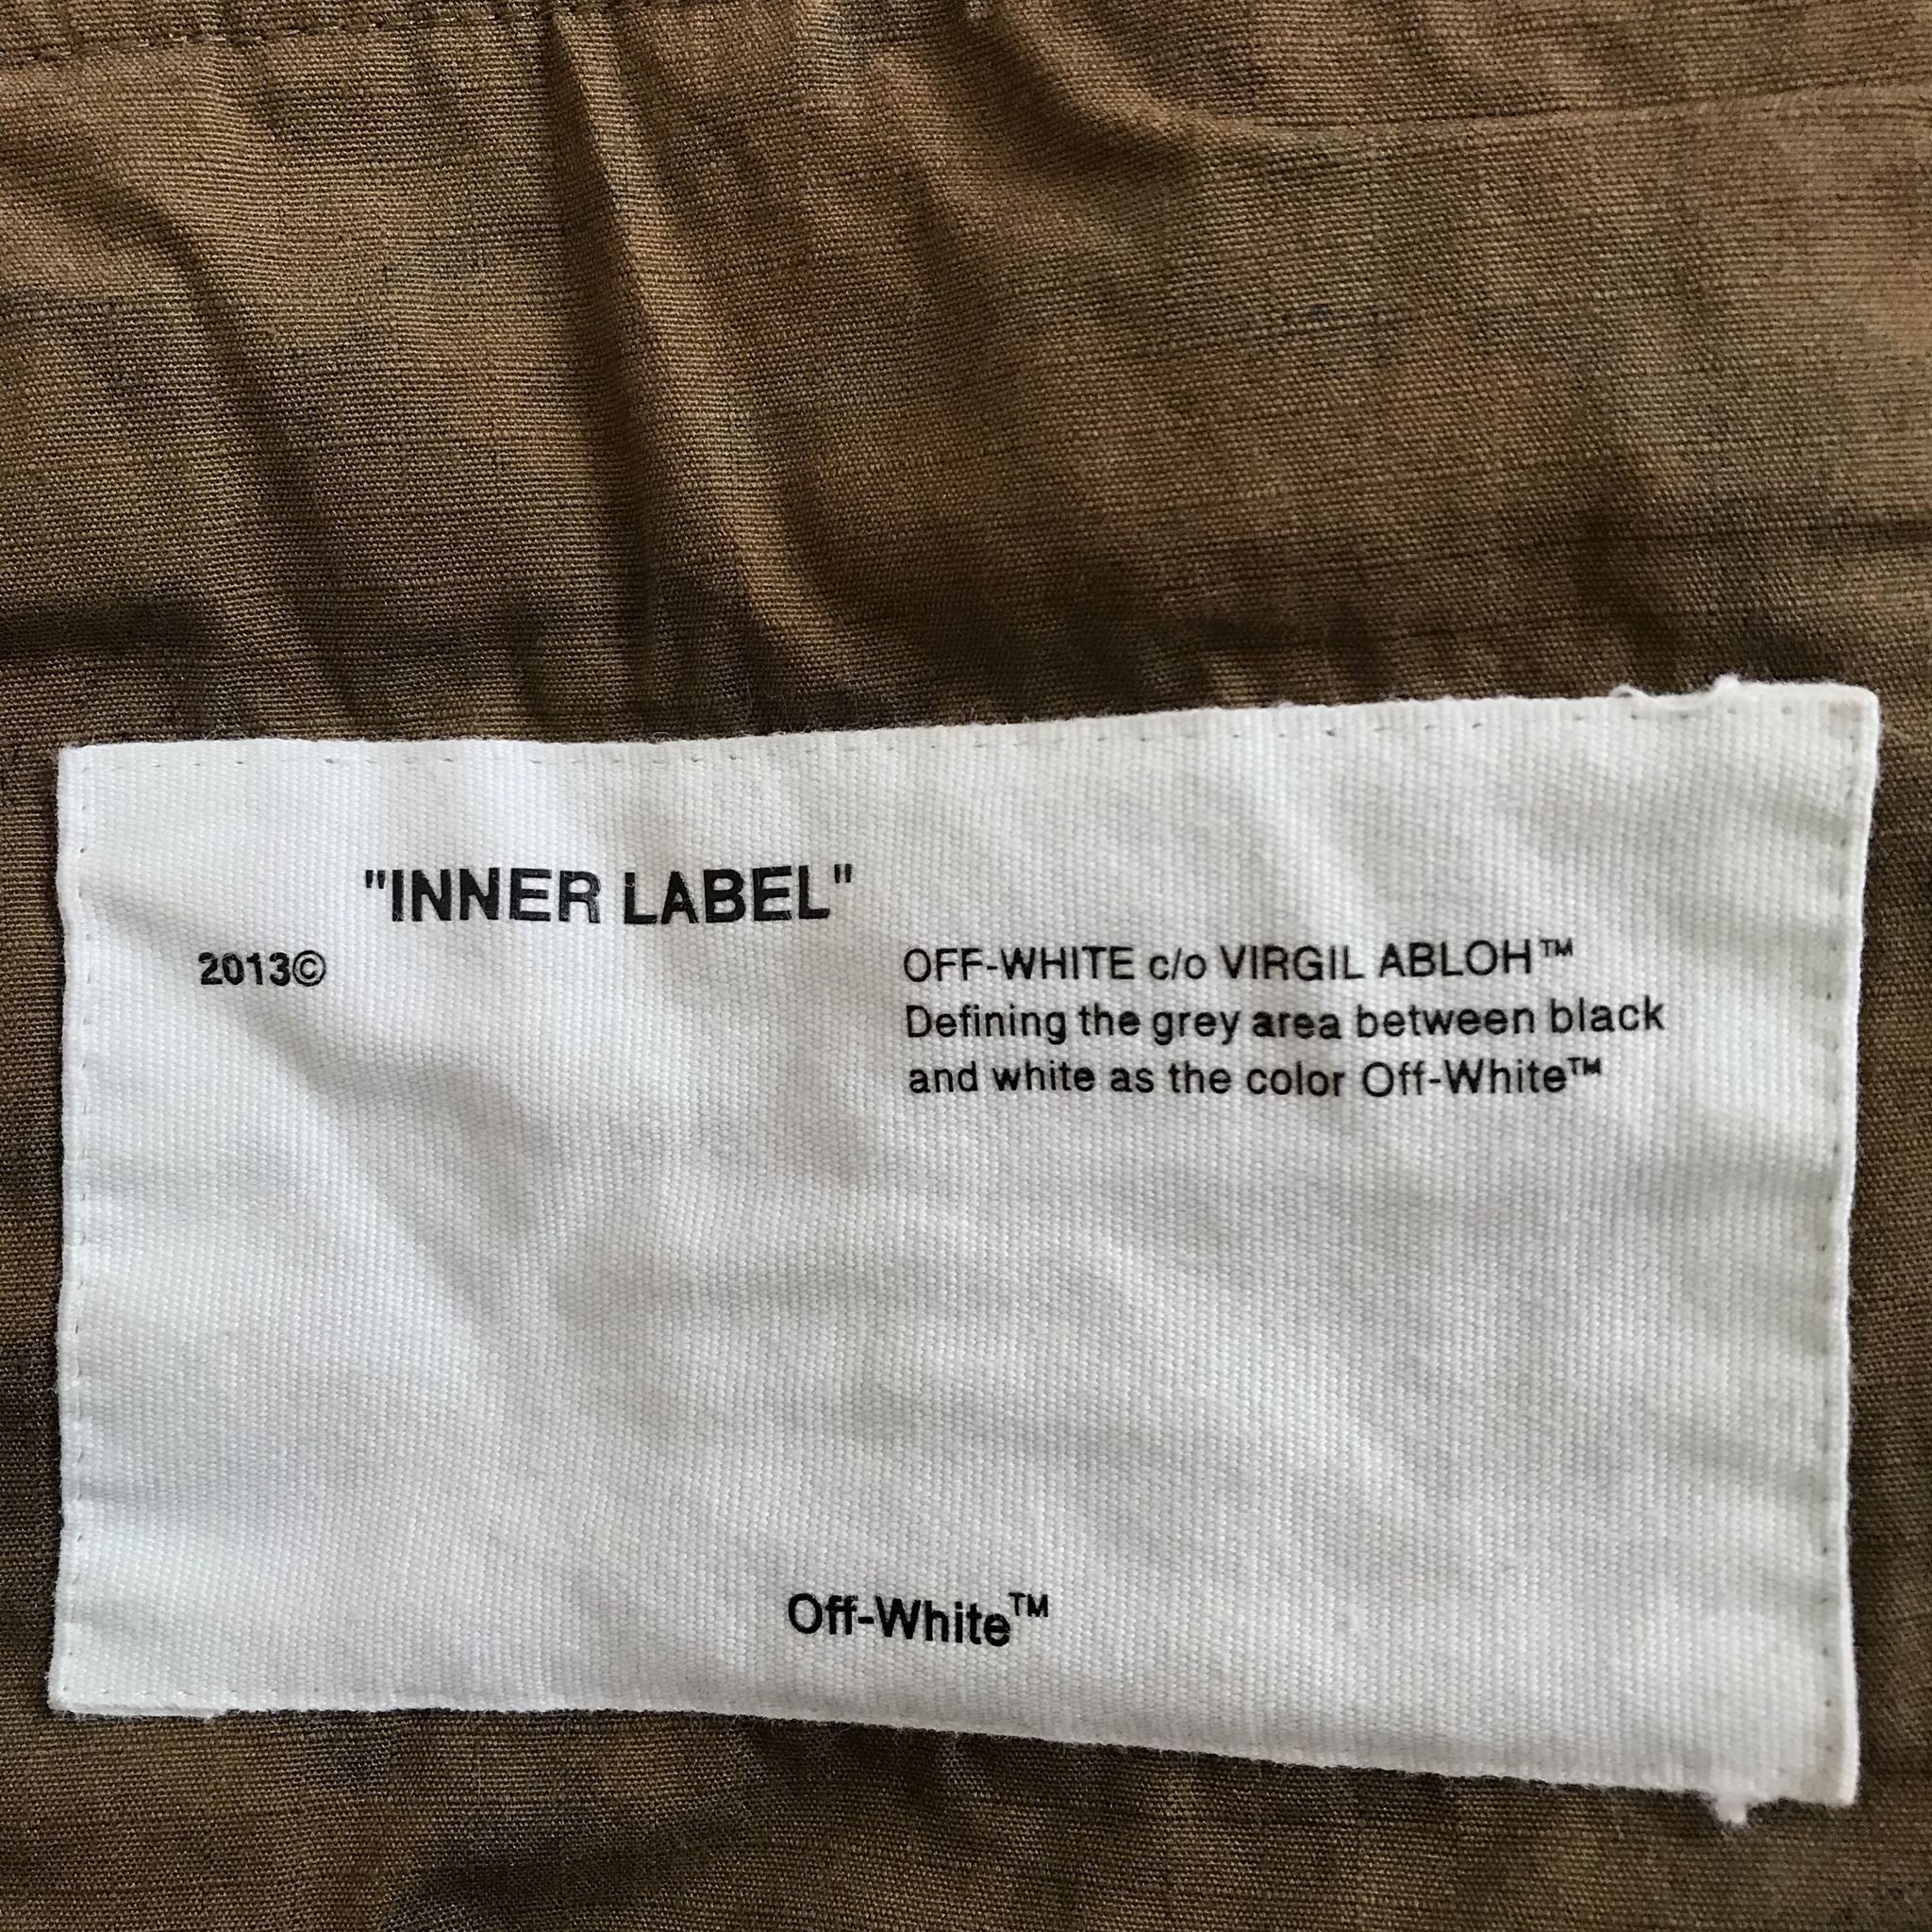 "INNER LABEL"
2013©
OFF-WHITE c/o VIRGIL ABLOH™
Defining the grey area between black
and white as the color Off-White™
Off-White™